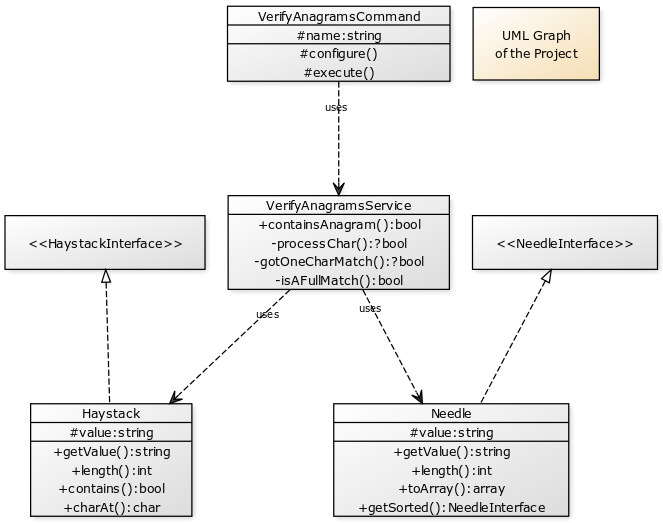 VerifyAnagramsCommand
#name:string
#configure()
#execute()
UML Graph
of the Project
uses
VerifyAnagramsService
+containsAnagram():bool
-processChar():?bool
-gotOneCharMatch():?bool
-isAFullMatch():bool
<<HaystackInterface>>
<<NeedleInterface>>
uses
uses
Haystack
#value:string
+getValue():string
+length():int
+contains():bool
+charAt():char
Needle
#value:string
+getValue():string
+length():int
+toArray():array
+getSorted():NeedleInterface